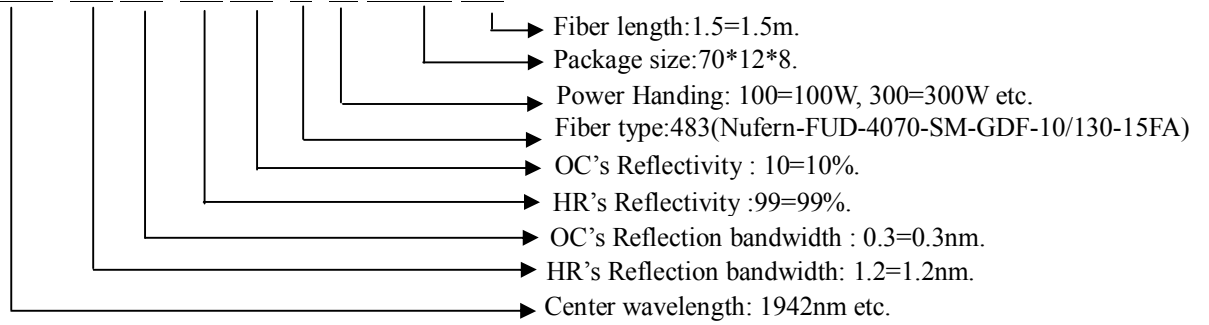 Fiber length:1.5=1.5m.
Package size:70*12*8.
Power Handing: 100=100W, 300=300W etc.
Fiber type:483(Nufern-FUD-4070-SM-GDF-10/130-15FA)
OC’s Reflectivity : 10=10%.
HR’s Reflectivity :99=99%.
OC’s Reflection bandwidth : 0.3=0.3nm.
HR’s Reflection bandwidth: 1.2=1.2nm.
Center wavelength: 1942nm etc.